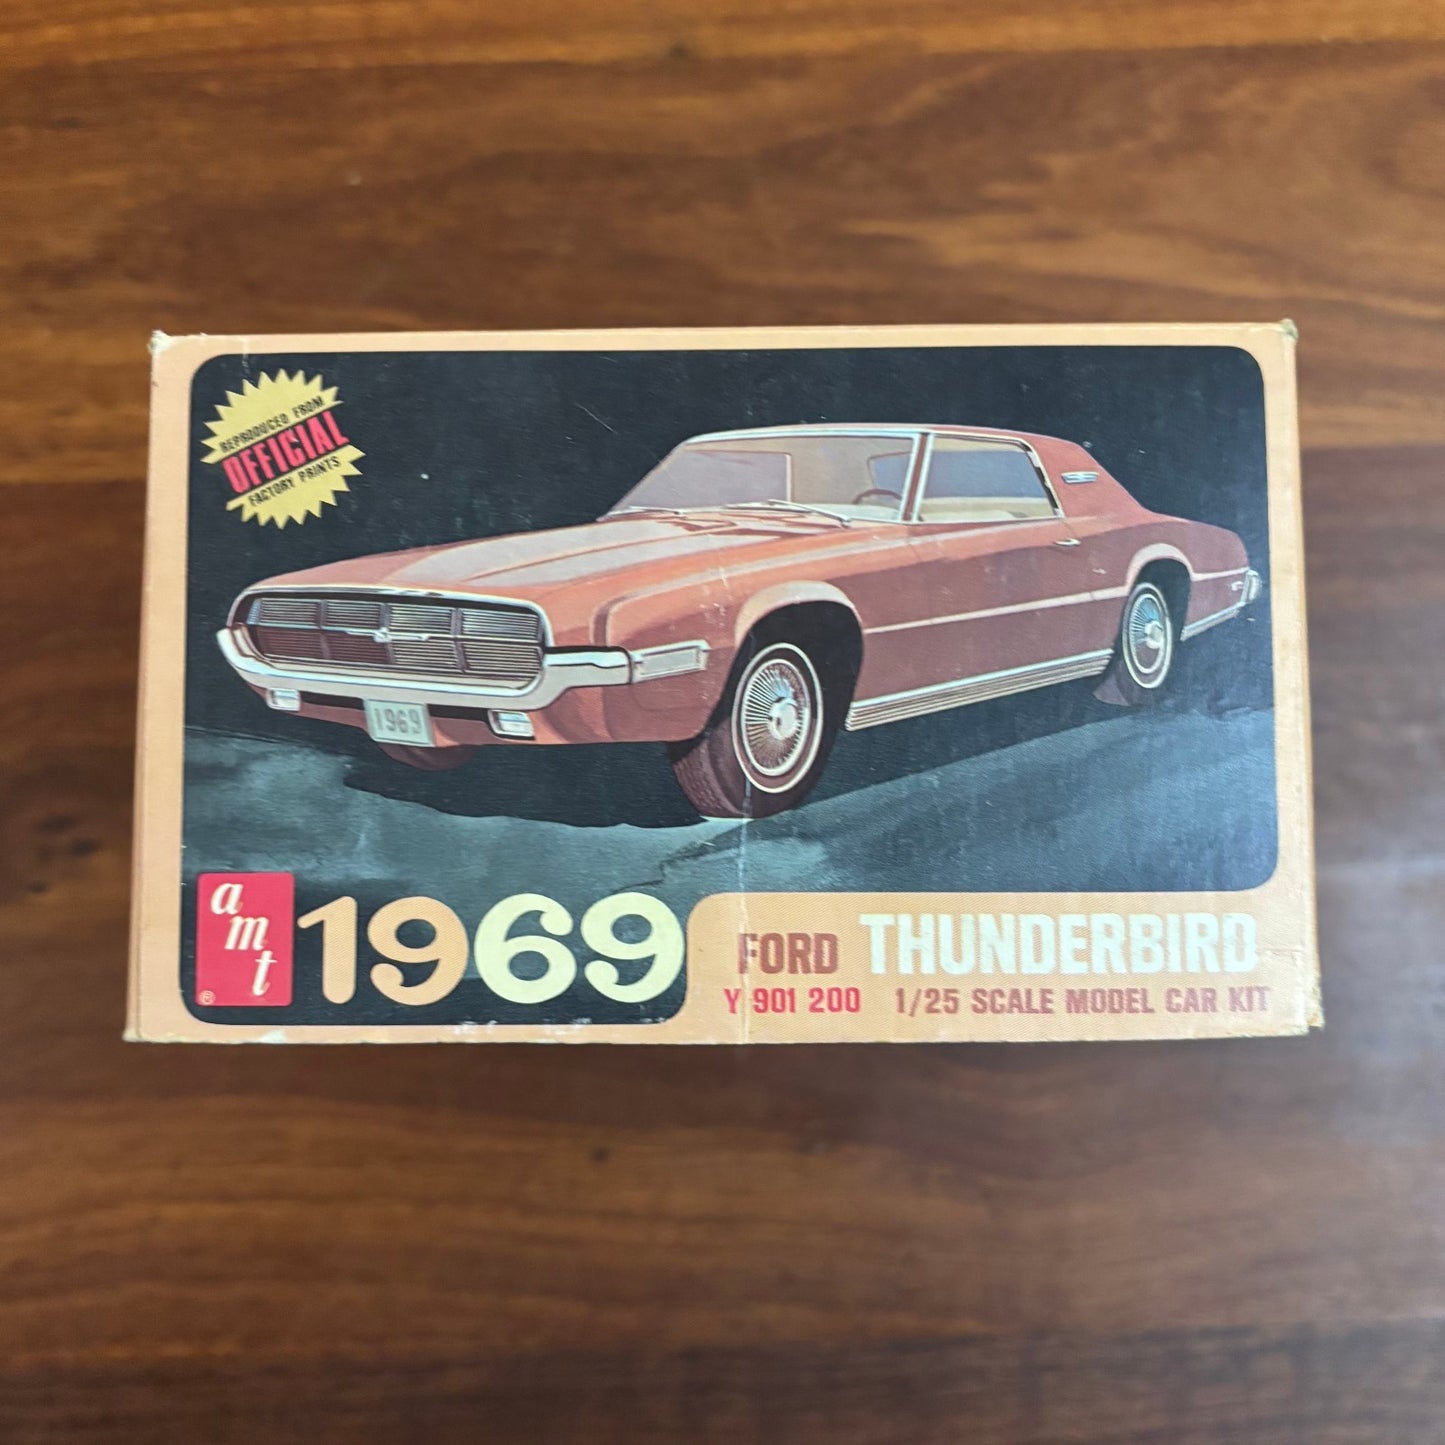 REPRODUCED FROM
OFFICIAL
FACTORY PRINTS
1969
amt
®
1969
FORD THUNDERBIRD
Y-901 200 1/25 SCALE MODEL CAR KIT